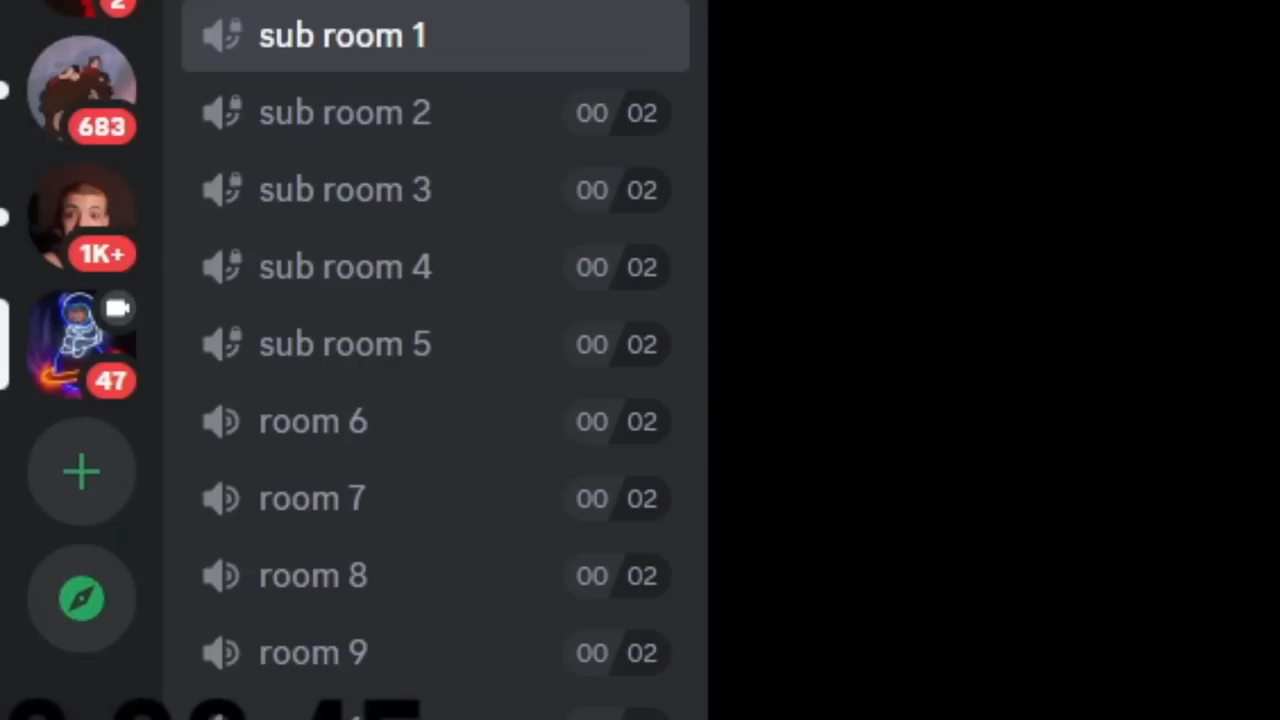 2
sub room 1
683
sub room 2 00 02
sub room 3 00 02
1K+
sub room 4 00 02
sub room 5 00 02
47
room 6 00 02
room 7 00 02
room 8 00 02
room 9 00 02